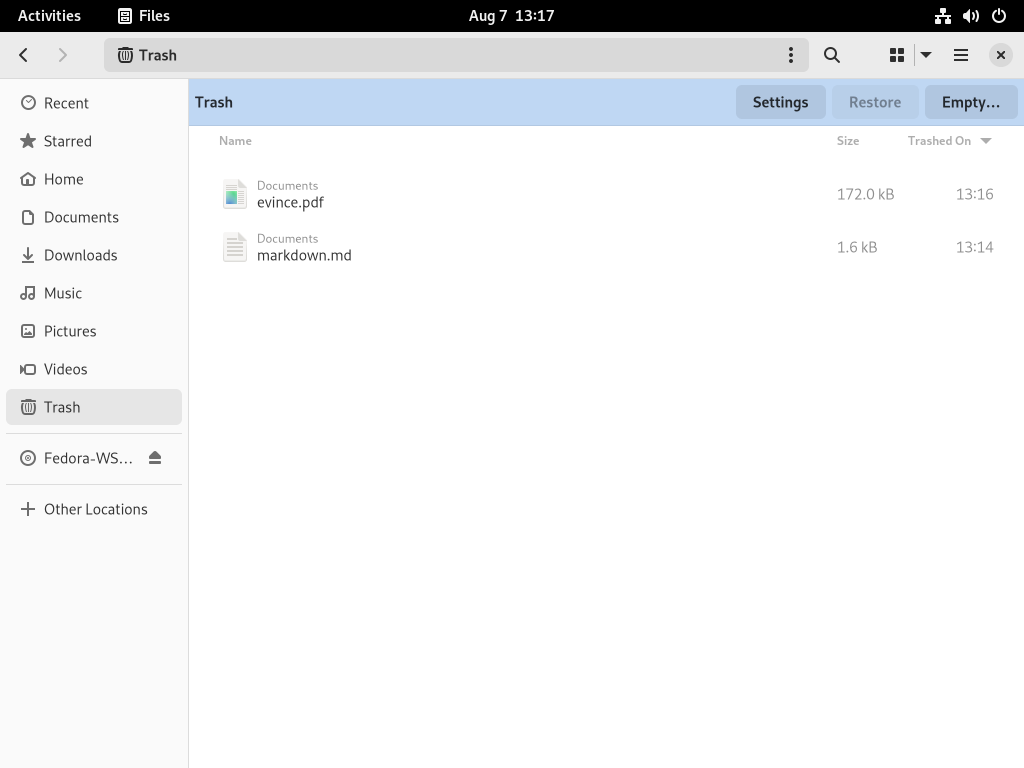 Activities Files Aug 7 13:17
Trash
Recent
Starred
Home
Documents
Downloads
Music
Pictures
Videos
Trash
Fedora-WS…
Other Locations
Trash Settings Restore Empty…
Name Size Trashed On
Documents
evince.pdf 172.0 kB 13:16
Documents
markdown.md 1.6 kB 13:14